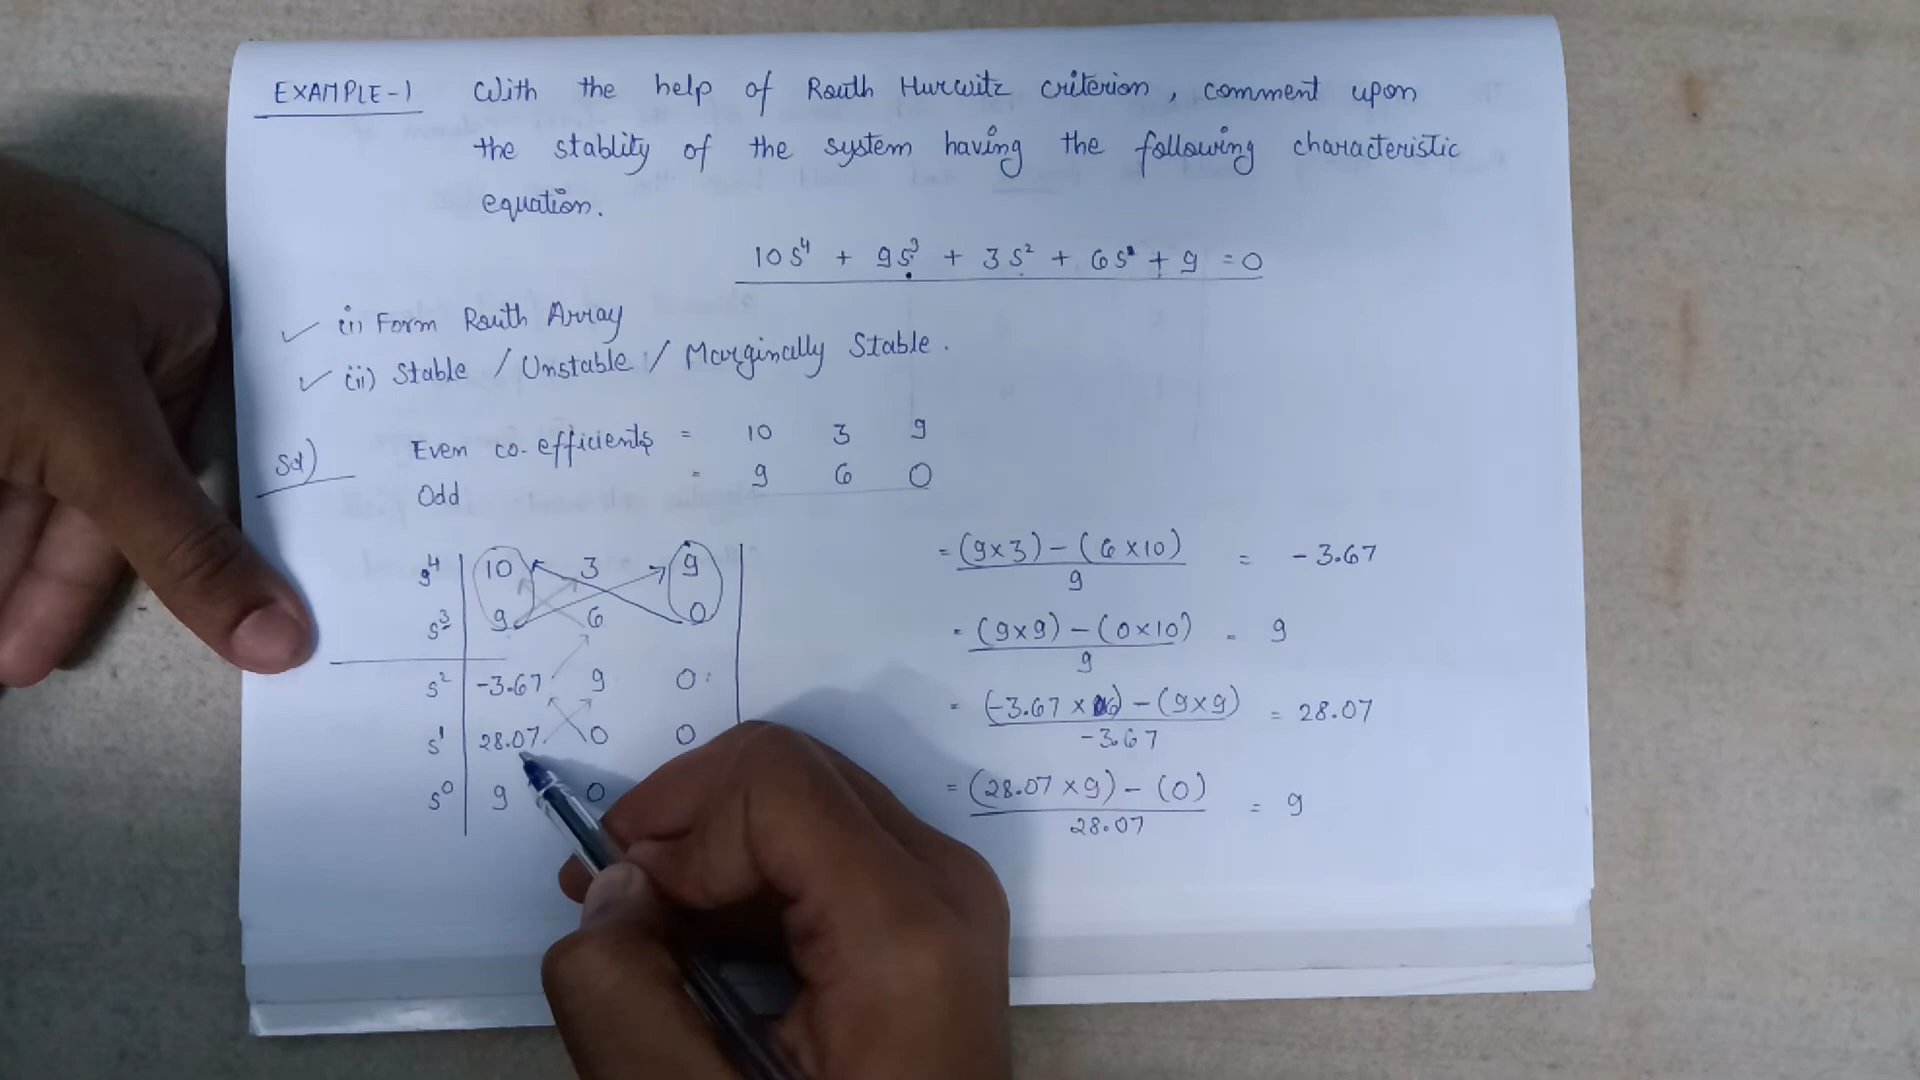 EXAMPLE-1 With the help of Routh Hurwitz criterion, comment upon
the stablity of the system having the following characteristic
equation.
10s⁴ + 9s³ + 3s² + 6s + 9 = 0
(i) Form Routh Array
(ii) Stable / Unstable / Marginally Stable.
Sol) Even co-efficients = 10 3 9
Odd = 9 6 0
s⁴ 10 3 9
s³ 9 6 0
s² -3.67 9 0
s¹ 28.07 0 0
s⁰ 9 0
= (9×3) - (6×10) / 9 = -3.67
= (9×9) - (0×10) / 9 = 9
= (-3.67 × 6) - (9×9) / -3.67 = 28.07
= (28.07 × 9) - (0) / 28.07 = 9